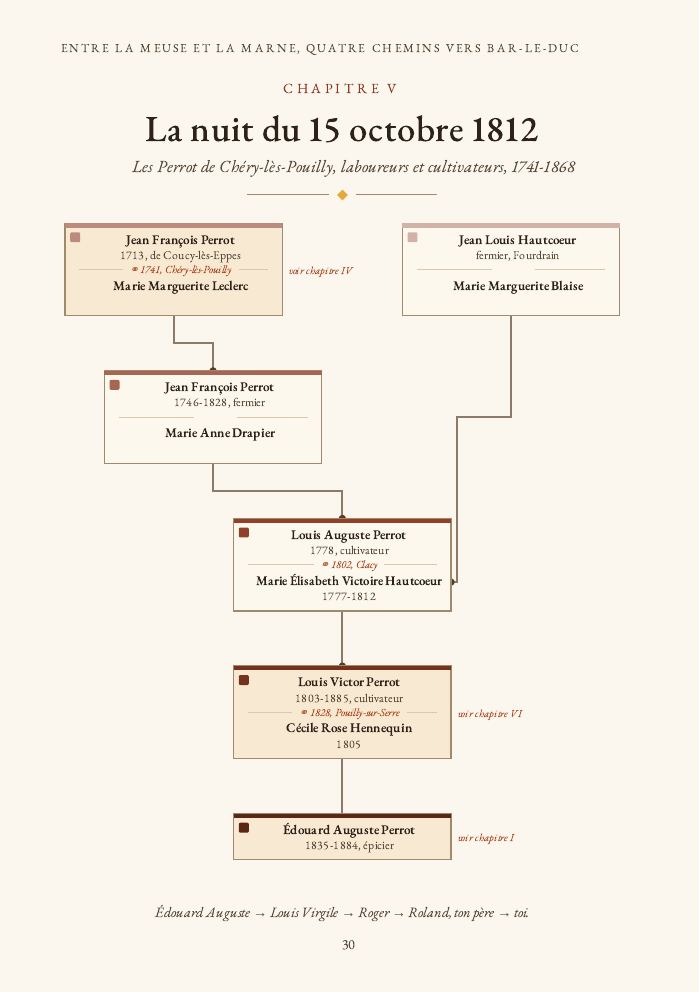 ENTRE LA MEUSE ET LA MARNE, QUATRE CHEMINS VERS BAR-LE-DUC
CHAPITRE V
La nuit du 15 octobre 1812
Les Perrot de Chéry-lès-Pouilly, laboureurs et cultivateurs, 1741-1868
Jean François Perrot
1713, de Coucy-lès-Eppes
⚭ 1741, Chéry-lès-Pouilly
Marie Marguerite Leclerc
voir chapitre IV
Jean Louis Hautcoeur
fermier, Fourdrain
Marie Marguerite Blaise
Jean François Perrot
1746-1828, fermier
Marie Anne Drapier
Louis Auguste Perrot
1778, cultivateur
⚭ 1802, Clacy
Marie Élisabeth Victoire Hautcoeur
1777-1812
Louis Victor Perrot
1803-1885, cultivateur
⚭ 1828, Pouilly-sur-Serre
Cécile Rose Hennequin
1805
voir chapitre VI
Édouard Auguste Perrot
1835-1884, épicier
voir chapitre I
Édouard Auguste → Louis Virgile → Roger → Roland, ton père → toi.
30